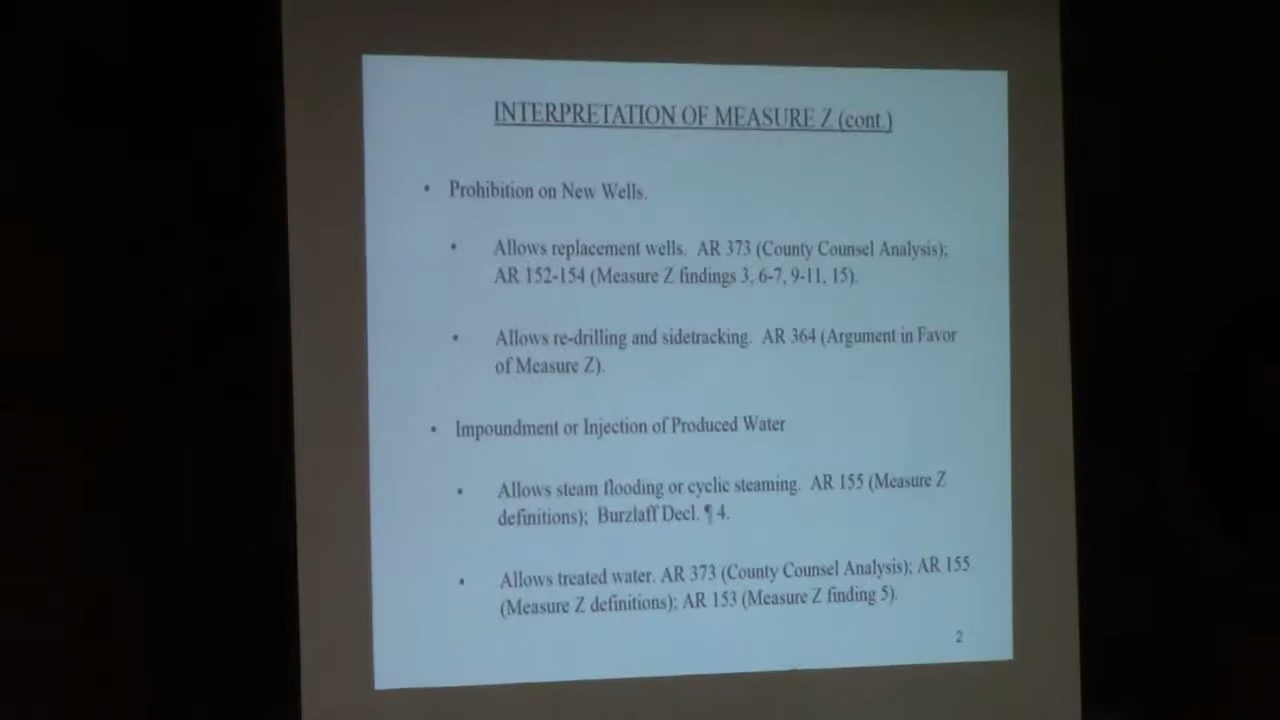 INTERPRETATION OF MEASURE Z (cont.)
• Prohibition on New Wells.
• Allows replacement wells. AR 373 (County Counsel Analysis);
AR 152-154 (Measure Z findings 3, 6-7, 9-11, 15).
• Allows re-drilling and sidetracking. AR 364 (Argument in Favor
of Measure Z).
• Impoundment or Injection of Produced Water
• Allows steam flooding or cyclic steaming. AR 155 (Measure Z
definitions); Burzlaff Decl. ¶ 4.
• Allows treated water. AR 373 (County Counsel Analysis); AR 155
(Measure Z definitions); AR 153 (Measure Z finding 5).
2